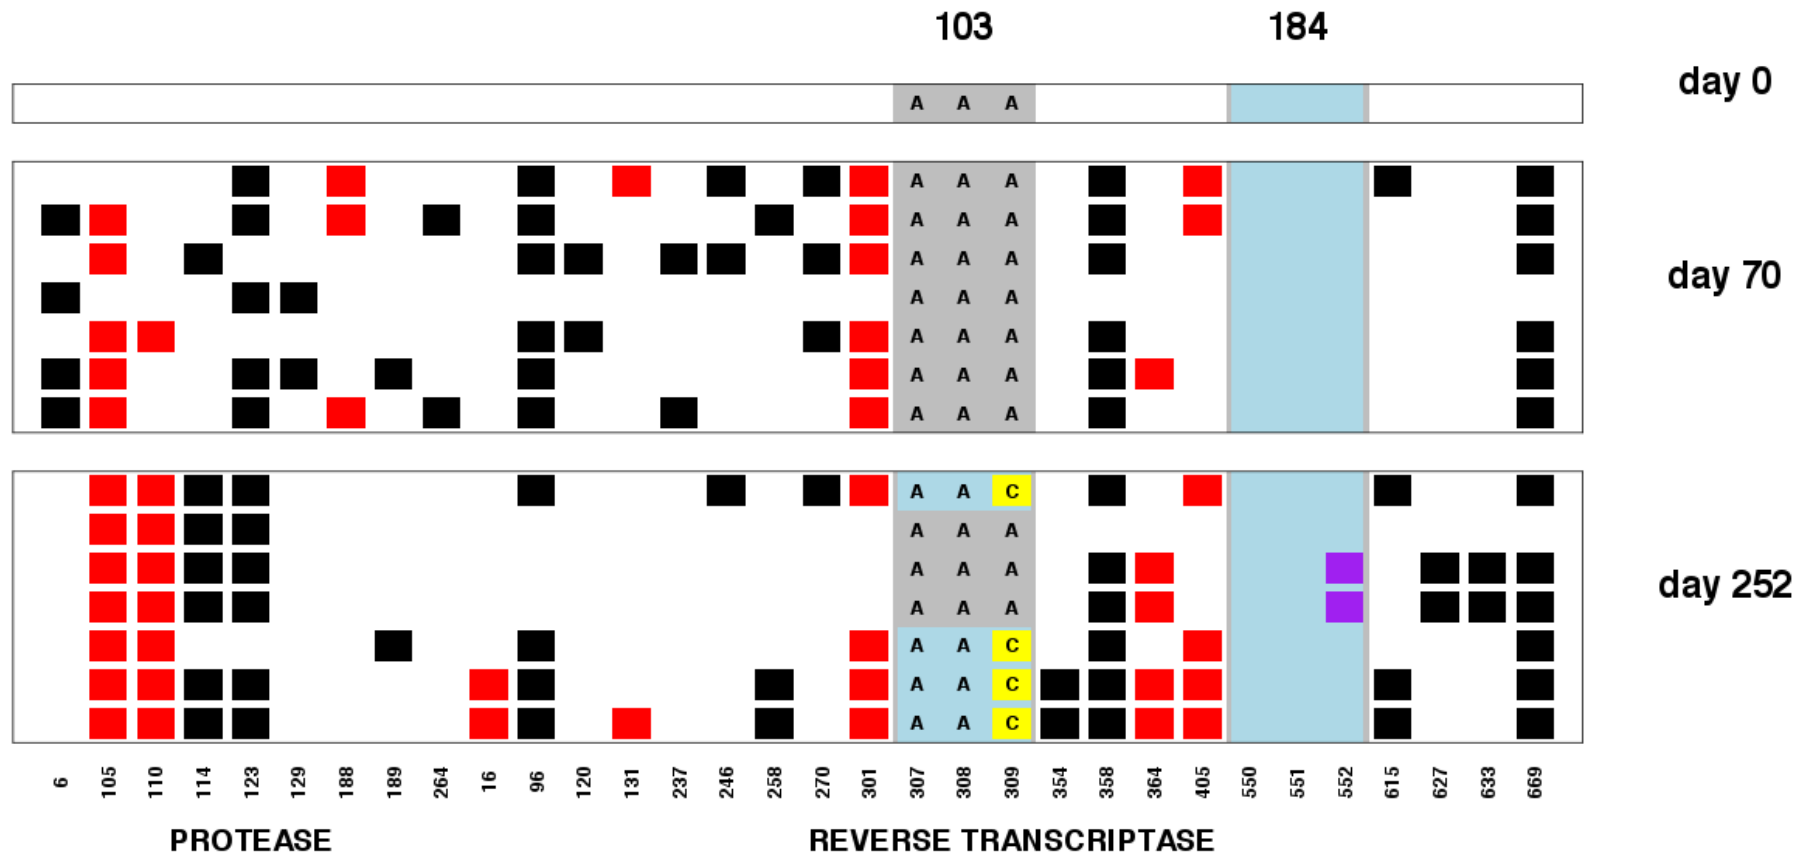 103 184
day 0
A A A
A A A
A A A
A A A
day 70
A A A
A A A
A A A
A A A
A A C
A A A
A A A
day 252
A A A
A A C
A A C
A A C
6 105 110 114 123 129 188 189 264 16 96 120 131 237 246 258 270 301 307 308 309 354 358 364 405 550 551 552 615 627 633 669
PROTEASE REVERSE TRANSCRIPTASE